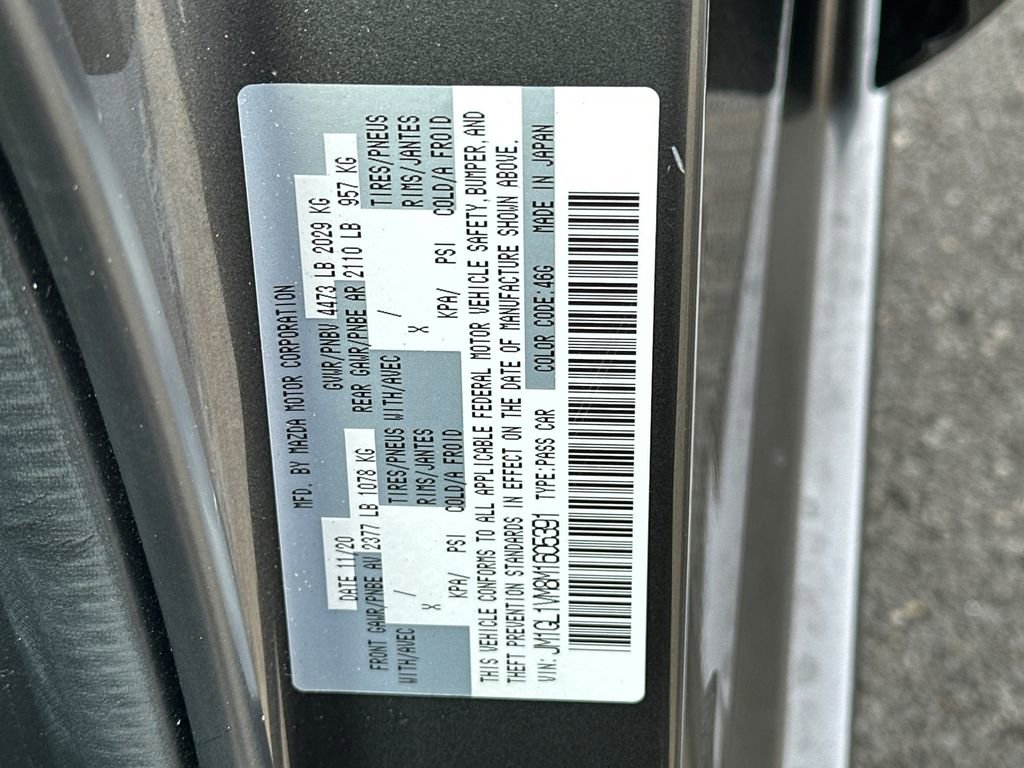 MFD. BY MAZDA MOTOR CORPORATION
DATE 11/20 GVWR/PNBV 4473 LB 2029 KG
FRONT GAWR/PNBE AU 2377 LB 1078 KG REAR GAWR/PNBE AR 2110 LB 957 KG
WITH/AVEC / TIRES/PNEUS WITH/AVEC / TIRES/PNEUS
X RIMS/JANTES X RIMS/JANTES
KPA/ PSI COLD/A FROID KPA/ PSI COLD/A FROID
THIS VEHICLE CONFORMS TO ALL APPLICABLE FEDERAL MOTOR VEHICLE SAFETY, BUMPER, AND
THEFT PREVENTION STANDARDS IN EFFECT ON THE DATE OF MANUFACTURE SHOWN ABOVE.
VIN: JM1GL1VM8M1606391 TYPE:PASS CAR COLOR CODE:46G MADE IN JAPAN